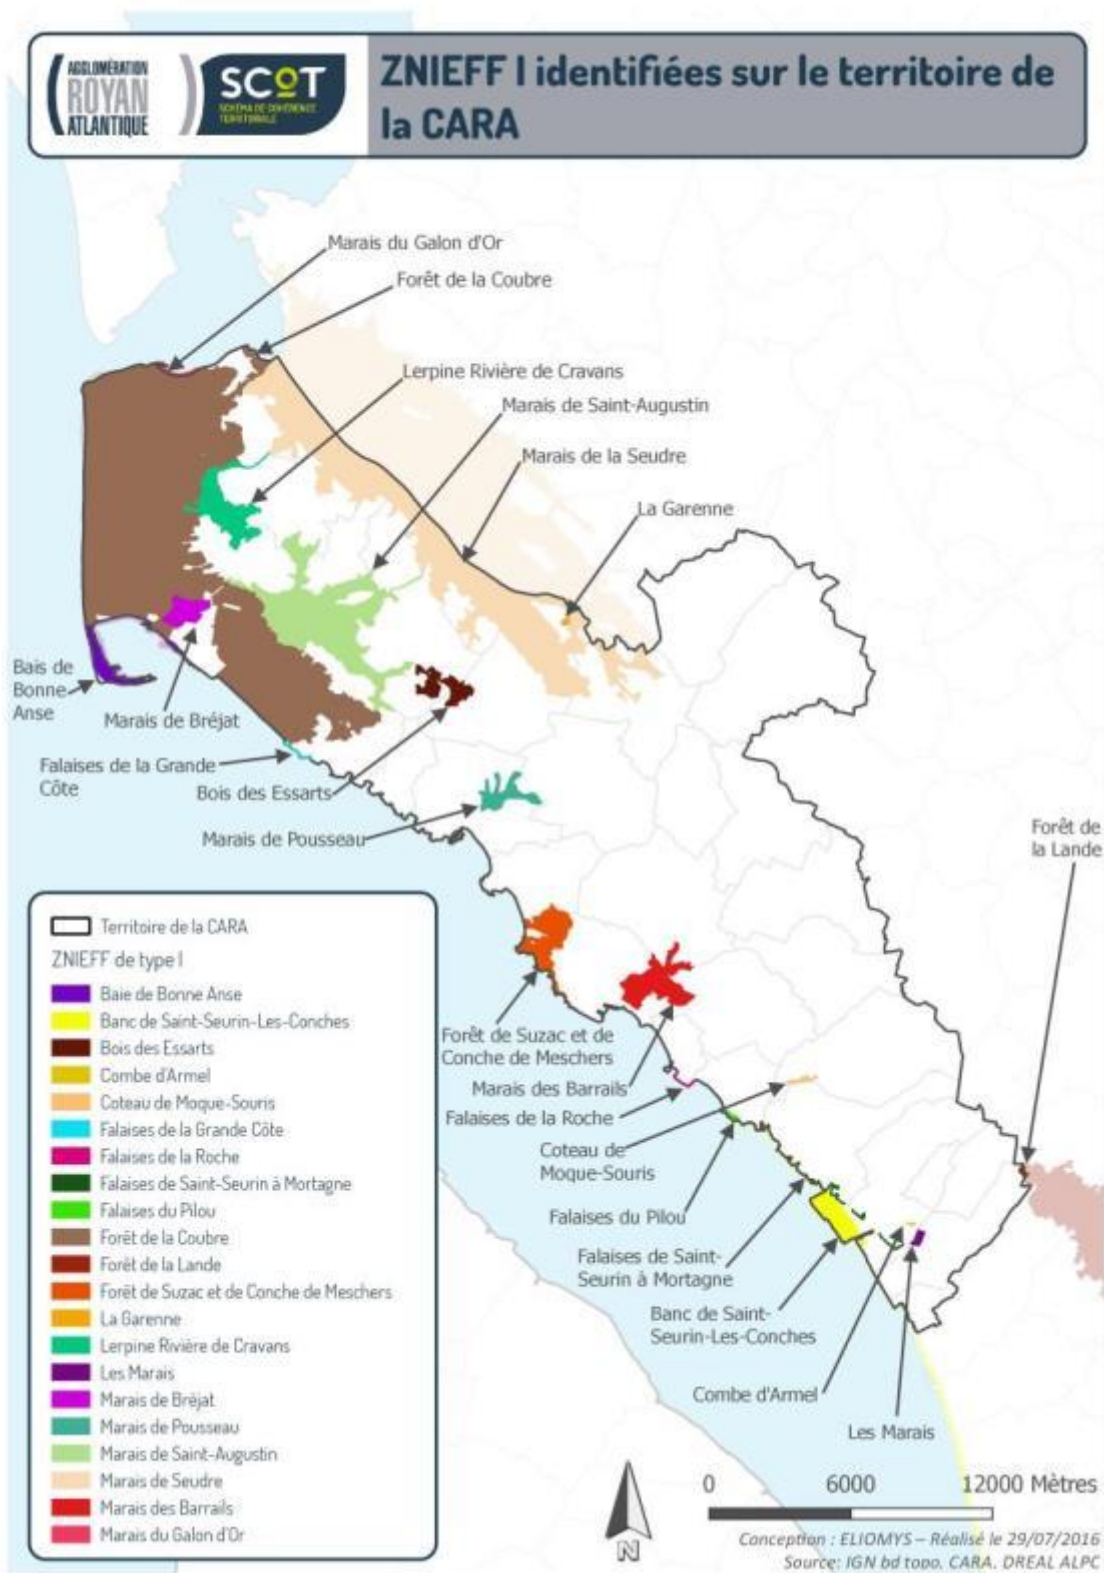 AGGLOMÉRATION
ROYAN
ATLANTIQUE
SCOT
SCHÉMA DE COHÉRENCE
TERRITORIALE
ZNIEFF I identifiées sur le territoire de
la CARA
Marais du Galon d'Or
Forêt de la Coubre
Lerpine Rivière de Cravans
Marais de Saint-Augustin
Marais de la Seudre
La Garenne
Bais de
Bonne
Anse
Marais de Bréjat
Falaises de la Grande
Côte
Bois des Essarts
Marais de Pousseau
Forêt de
la Lande
Forêt de Suzac et de
Conche de Meschers
Marais des Barrails
Falaises de la Roche
Coteau de
Moque-Souris
Falaises du Pilou
Falaises de Saint-
Seurin à Mortagne
Banc de Saint-
Seurin-Les-Conches
Combe d'Armel
Les Marais
Territoire de la CARA
ZNIEFF de type I
Baie de Bonne Anse
Banc de Saint-Seurin-Les-Conches
Bois des Essarts
Combe d'Armel
Coteau de Moque-Souris
Falaises de la Grande Côte
Falaises de la Roche
Falaises de Saint-Seurin à Mortagne
Falaises du Pilou
Forêt de la Coubre
Forêt de la Lande
Forêt de Suzac et de Conche de Meschers
La Garenne
Lerpine Rivière de Cravans
Les Marais
Marais de Bréjat
Marais de Pousseau
Marais de Saint-Augustin
Marais de Seudre
Marais des Barrails
Marais du Galon d'Or
N
0 6000 12000 Mètres
Conception : ELIOMYS – Réalisé le 29/07/2016
Source: IGN bd topo, CARA, DREAL ALPC